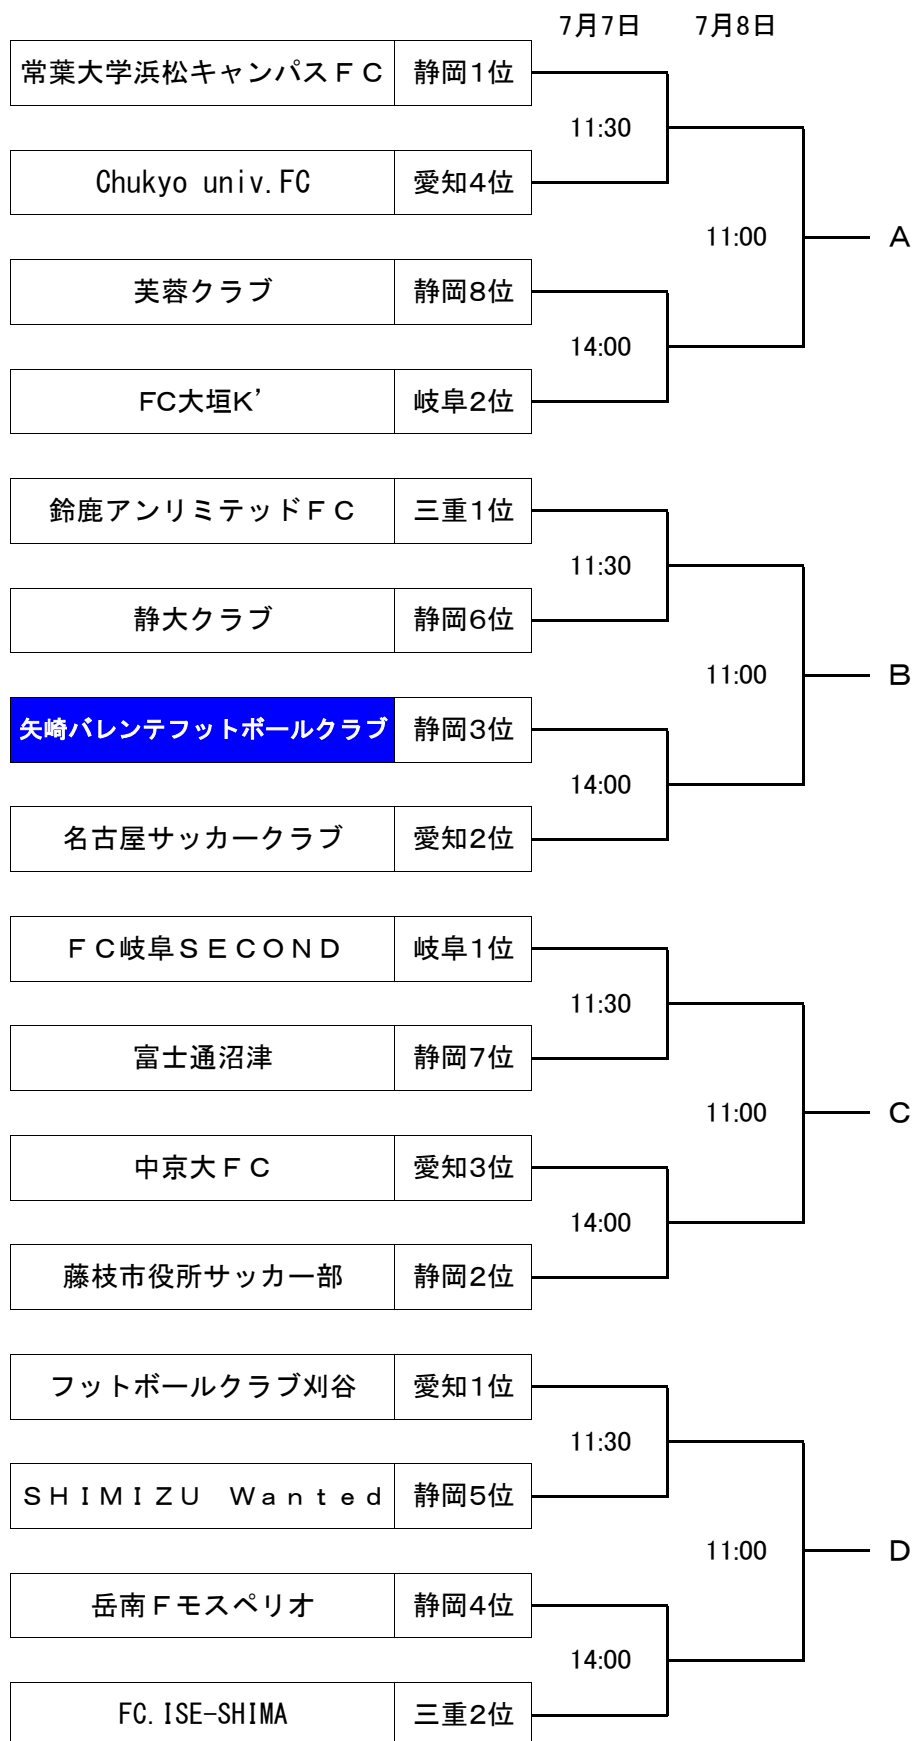 7月7日 7月8日
常葉大学浜松キャンパスＦＣ 静岡1位
11:30
Chukyo univ.FC 愛知4位
11:00 A
芙蓉クラブ 静岡8位
14:00
FC大垣K’ 岐阜2位
鈴鹿アンリミテッドＦＣ 三重1位
11:30
静大クラブ 静岡6位
11:00 B
矢崎バレンテフットボールクラブ 静岡3位
14:00
名古屋サッカークラブ 愛知2位
ＦＣ岐阜ＳＥＣＯＮＤ 岐阜1位
11:30
富士通沼津 静岡7位
11:00 C
中京大ＦＣ 愛知3位
14:00
藤枝市役所サッカー部 静岡2位
フットボールクラブ刈谷 愛知1位
11:30
ＳＨＩＭＩＺＵ　Ｗａｎｔｅｄ 静岡5位
11:00 D
岳南Ｆモスペリオ 静岡4位
14:00
FC.ISE-SHIMA 三重2位